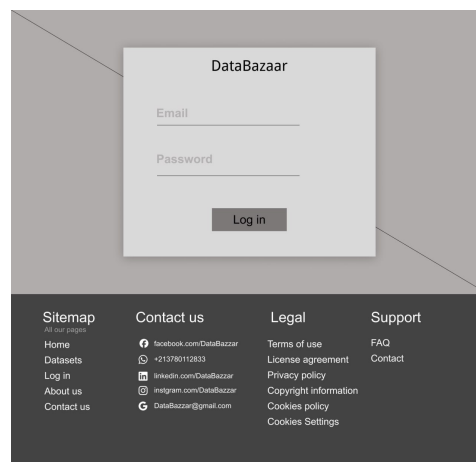 DataBazaar
Email
Password
Log in
Sitemap
All our pages
Home
Datasets
Log in
About us
Contact us
Contact us
facebook.com/DataBazzar
+213780112833
linkedin.com/DataBazzar
instgram.com/DataBazzar
DataBazzar@gmail.com
Legal
Terms of use
License agreement
Privacy policy
Copyright information
Cookies policy
Cookies Settings
Support
FAQ
Contact